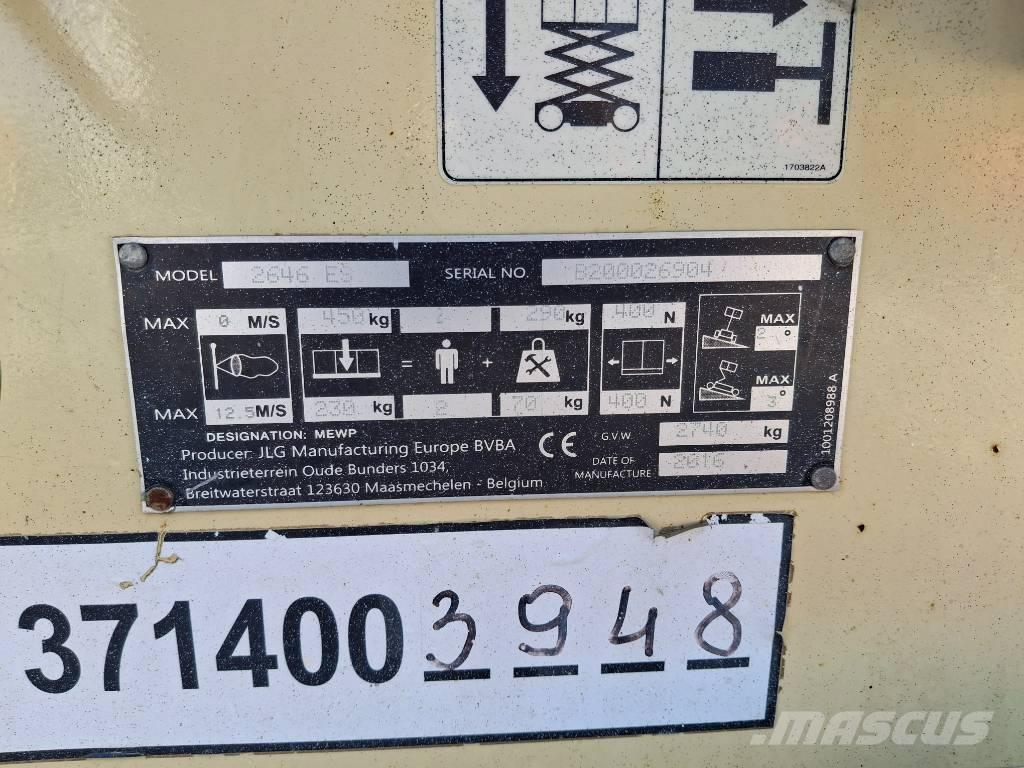 1703822A
MODEL 2646 ES SERIAL NO. B200026904
MAX 0 M/S 450 kg 2 290 kg 400 N MAX 2°
= +
MAX 12.5 M/S 230 kg 2 70 kg 400 N MAX 3°
DESIGNATION: MEWP
Producer: JLG Manufacturing Europe BVBA
Industrieterrein Oude Bunders 1034,
Breitwaterstraat 123630 Maasmechelen - Belgium
CE
G.V.W. 2740 kg
DATE OF
MANUFACTURE 2016
1001208988 A
3714003948
MASCUS